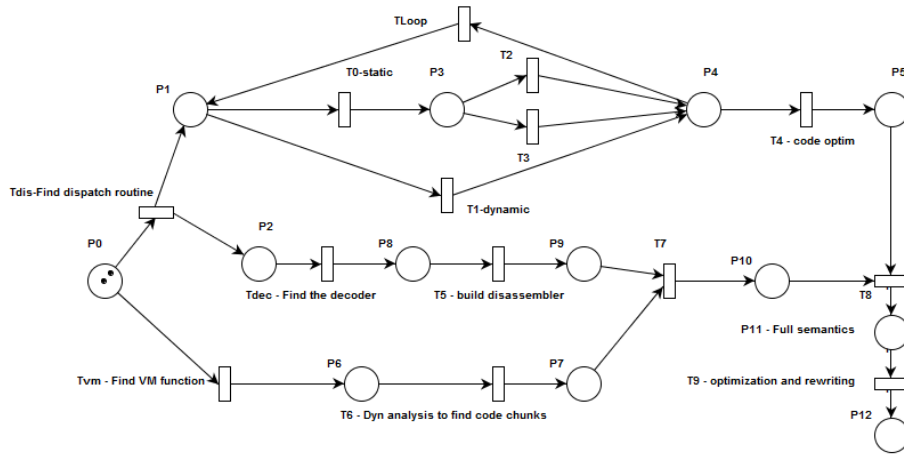 TLoop
T2
T0-static
P3
P4
P5
P1
T3
T4 - code optim
Tdis-Find dispatch routine
T1-dynamic
P2
P0
P8
P9
T7
P10
Tdec - Find the decoder
T5 - build disassembler
T8
P11 - Full semantics
P6
P7
Tvm - Find VM function
T9 - optimization and rewriting
T6 - Dyn analysis to find code chunks
P12